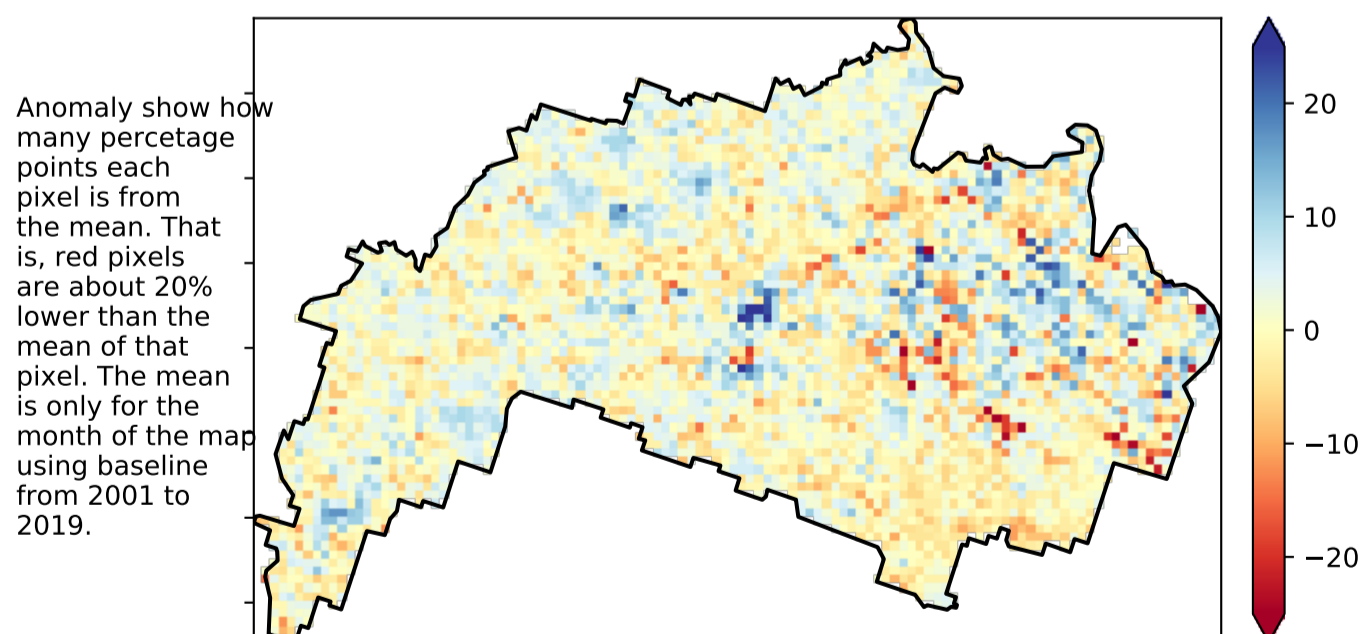 Anomaly show how
many percetage
points each
pixel is from
the mean. That
is, red pixels
are about 20%
lower than the
mean of that
pixel. The mean
is only for the
month of the map
using baseline
from 2001 to
2019.
20
10
0
−10
−20